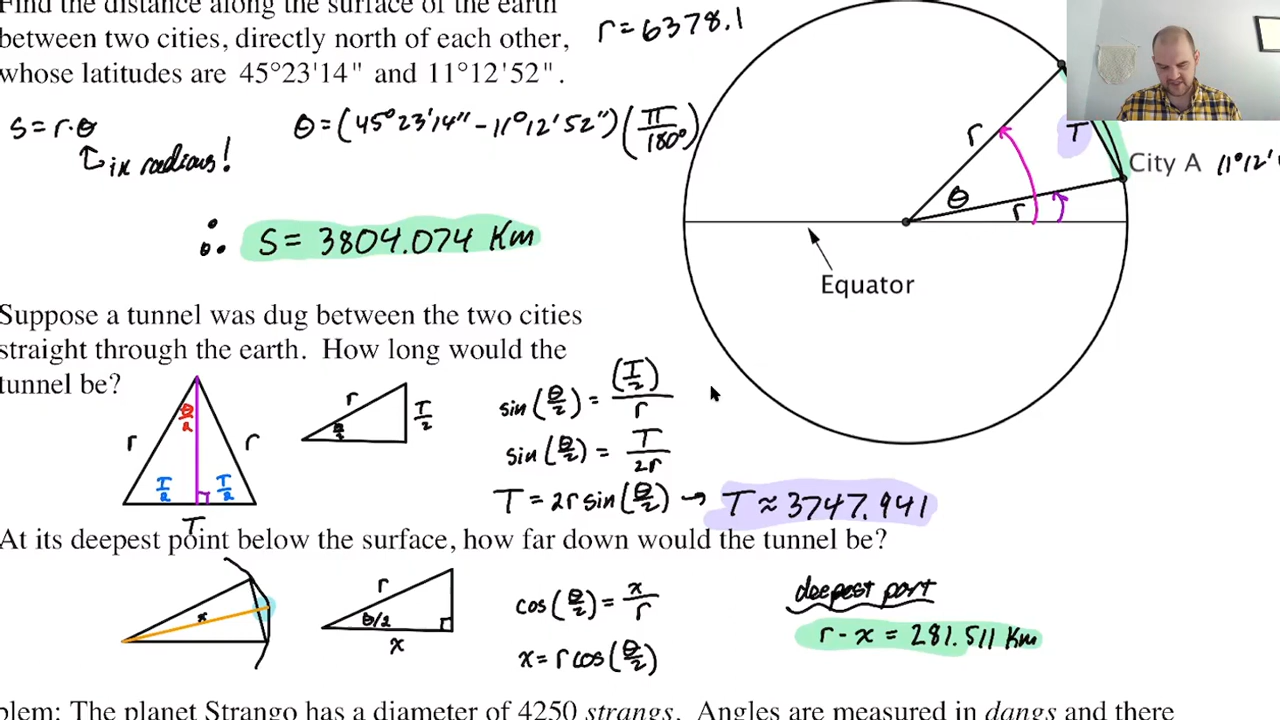 Find the distance along the surface of the earth
between two cities, directly north of each other,
whose latitudes are 45°23'14" and 11°12'52".
r = 6378.1
s = r·θ
in radians!
θ = (45°23'14" - 11°12'52") (π/180°)
∴ S = 3804.074 Km
r
θ
r
T
City A 11°12'
Equator
Suppose a tunnel was dug between the two cities
straight through the earth. How long would the
tunnel be?
r
θ/2
r
T/2
T/2
T
r
θ/2
T/2
sin(θ/2) = (T/2)/r
sin(θ/2) = T/2r
T = 2r sin(θ/2) → T ≈ 3747.941
At its deepest point below the surface, how far down would the tunnel be?
x
r
θ/2
x
cos(θ/2) = x/r
x = r cos(θ/2)
deepest part
r - x = 281.511 Km
blem: The planet Strango has a diameter of 4250 strangs. Angles are measured in dangs and there